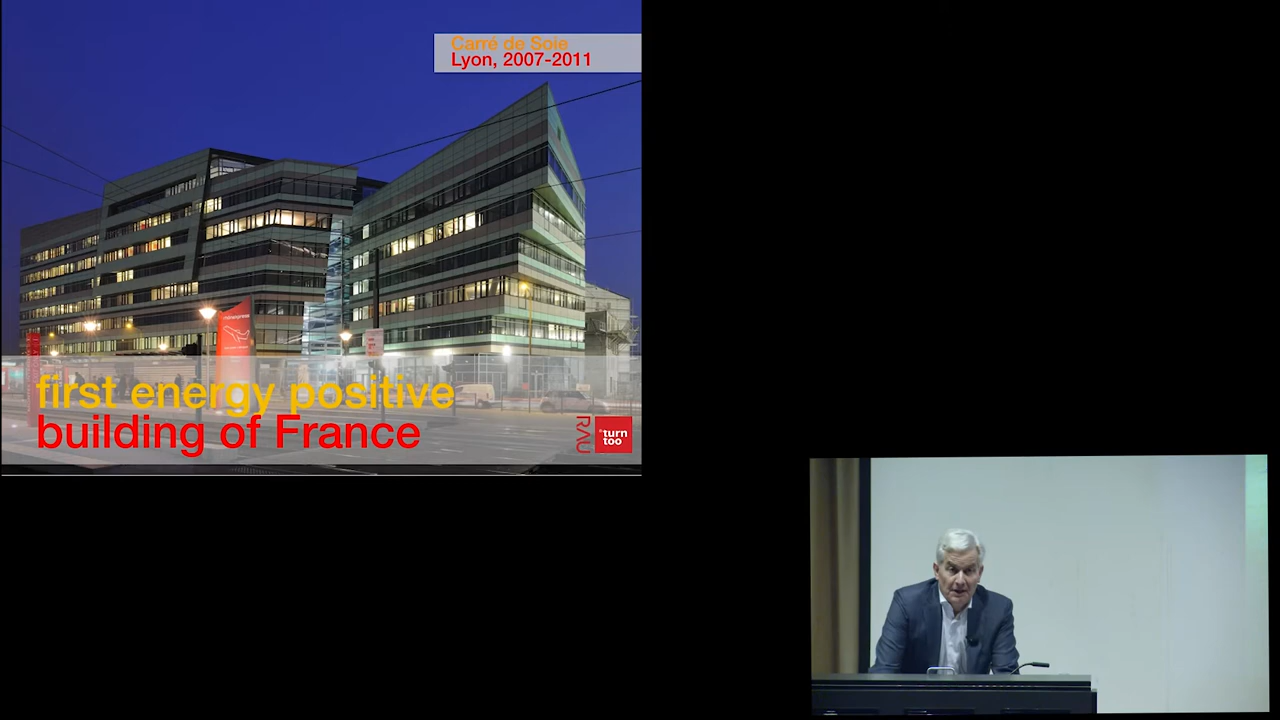 Carré de Soie
Lyon, 2007-2011
first energy positive
building of France
RAU
turn
too